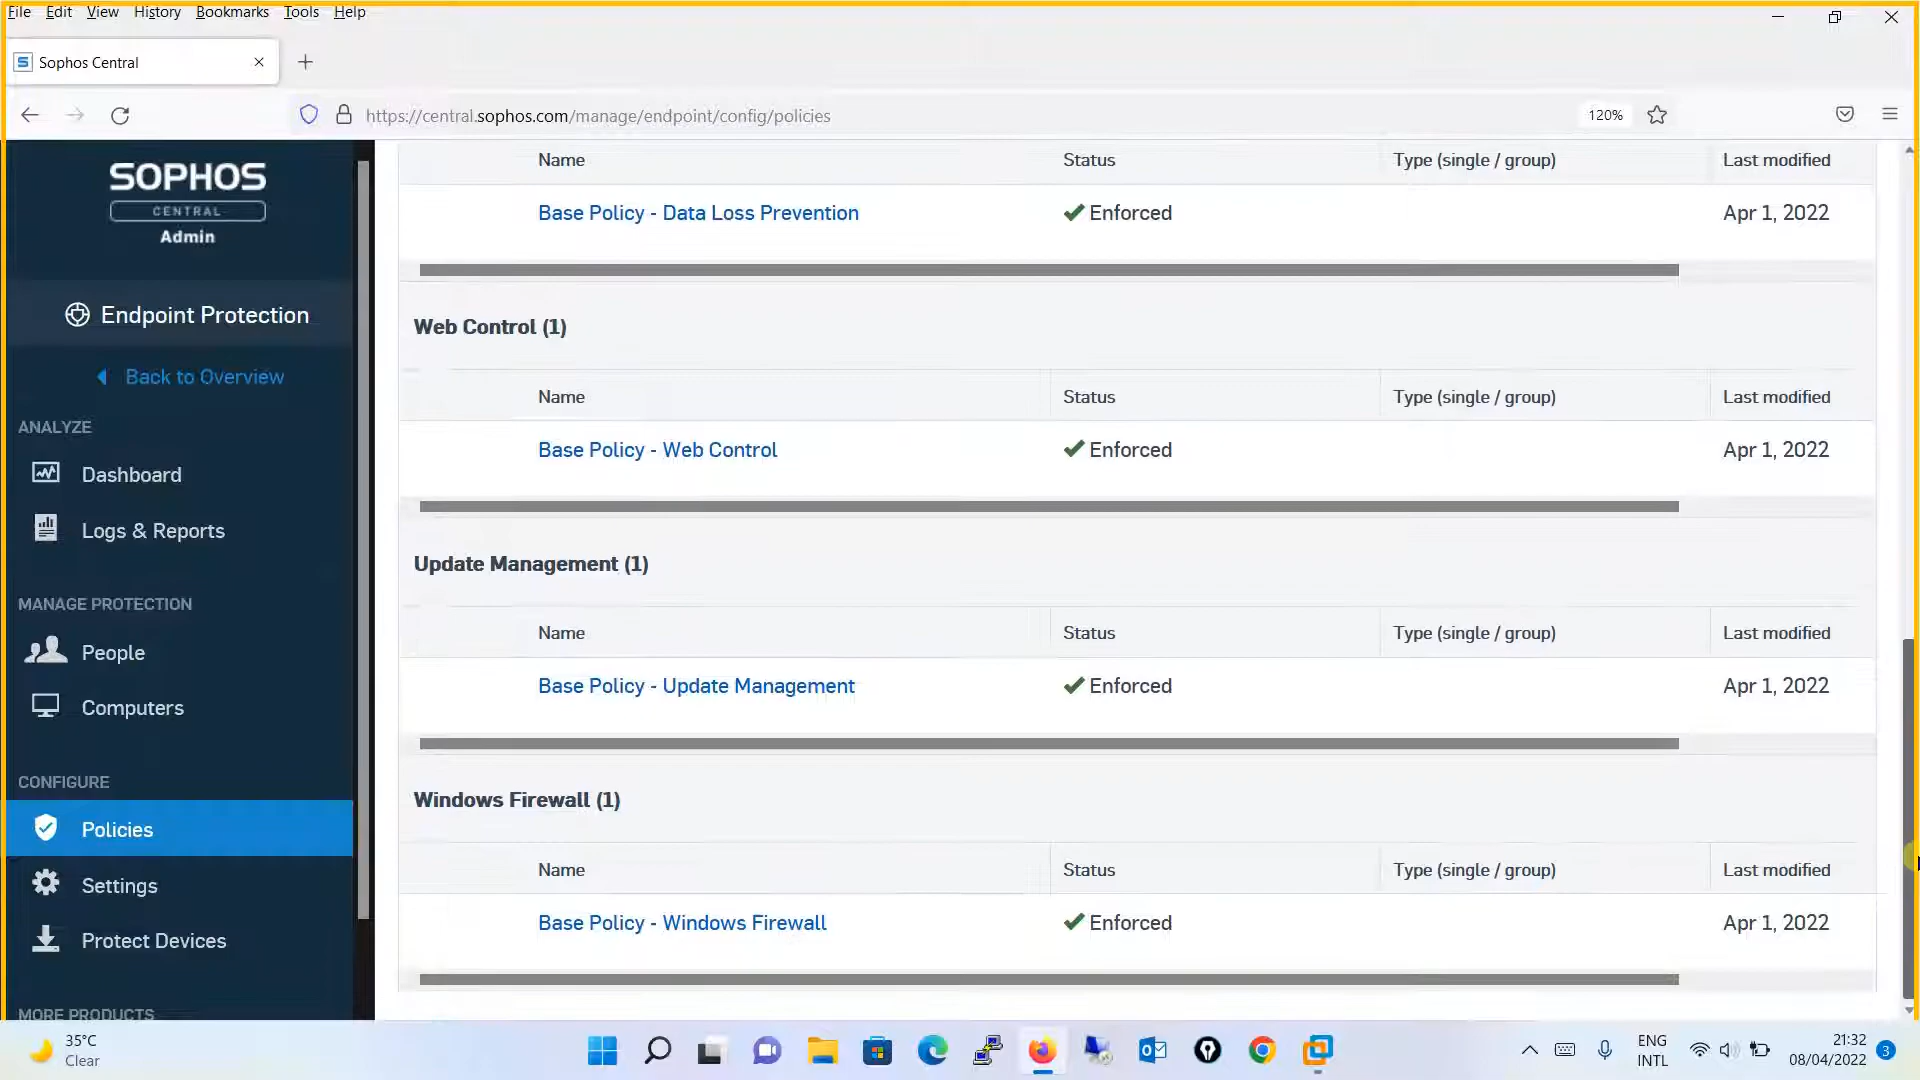 File Edit View History Bookmarks Tools Help
Sophos Central
https://central.sophos.com/manage/endpoint/config/policies
120%
SOPHOS
CENTRAL
Admin
Endpoint Protection
Back to Overview
ANALYZE
Dashboard
Logs & Reports
MANAGE PROTECTION
People
Computers
CONFIGURE
Policies
Settings
Protect Devices
MORE PRODUCTS
Name Status Type (single / group) Last modified
Base Policy - Data Loss Prevention Enforced Apr 1, 2022
Web Control (1)
Name Status Type (single / group) Last modified
Base Policy - Web Control Enforced Apr 1, 2022
Update Management (1)
Name Status Type (single / group) Last modified
Base Policy - Update Management Enforced Apr 1, 2022
Windows Firewall (1)
Name Status Type (single / group) Last modified
Base Policy - Windows Firewall Enforced Apr 1, 2022
35°C
Clear
ENG
INTL
21:32
08/04/2022
3